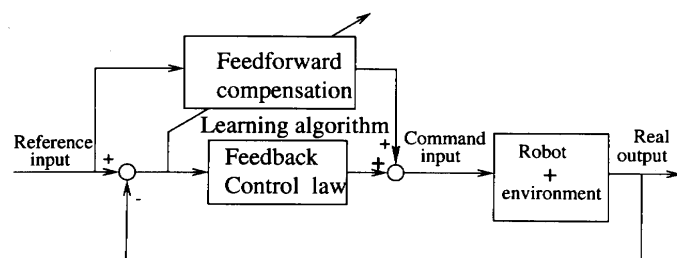 Feedforward
compensation
Learning algorithm
Reference
input
+
-
Feedback
Control law
+
+
Command
input
Robot
+
environment
Real
output